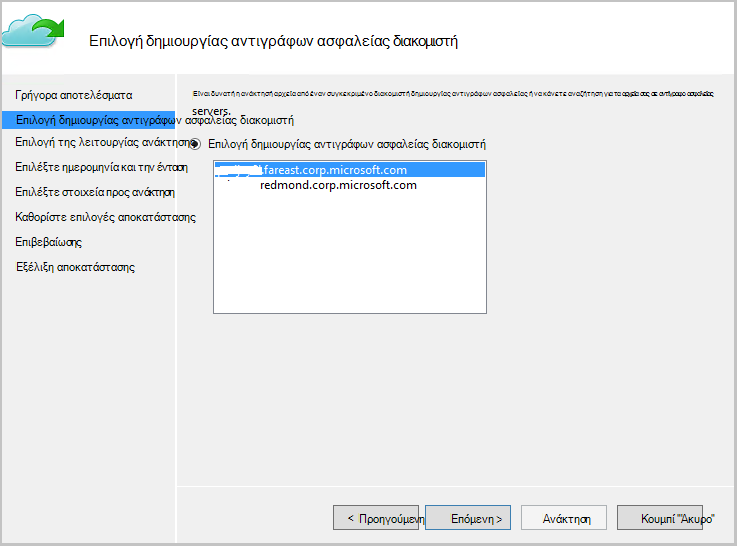 Επιλογή δημιουργίας αντιγράφων ασφαλείας διακομιστή
Γρήγορα αποτελέσματα
Επιλογή δημιουργίας αντιγράφων ασφαλείας διακομιστή
Επιλογή της λειτουργίας ανάκτησης
Επιλέξτε ημερομηνία και την ένταση
Επιλέξτε στοιχεία προς ανάκτηση
Καθορίστε επιλογές αποκατάστασης
Επιβεβαίωσης
Εξέλιξη αποκατάστασης
Είναι δυνατή η ανάκτησή αρχεία από έναν συγκεκριμένο διακομιστή δημιουργίας αντιγράφων ασφαλείας ή να κάνετε αναζήτηση για τα αρχεία σας σε αντίγραφο ασφαλείας
servers.
Επιλογή δημιουργίας αντιγράφων ασφαλείας διακομιστή
.fareast.corp.microsoft.com
redmond.corp.microsoft.com
< Προηγούμενη Επόμενη > Ανάκτηση Κουμπί "Άκυρο"